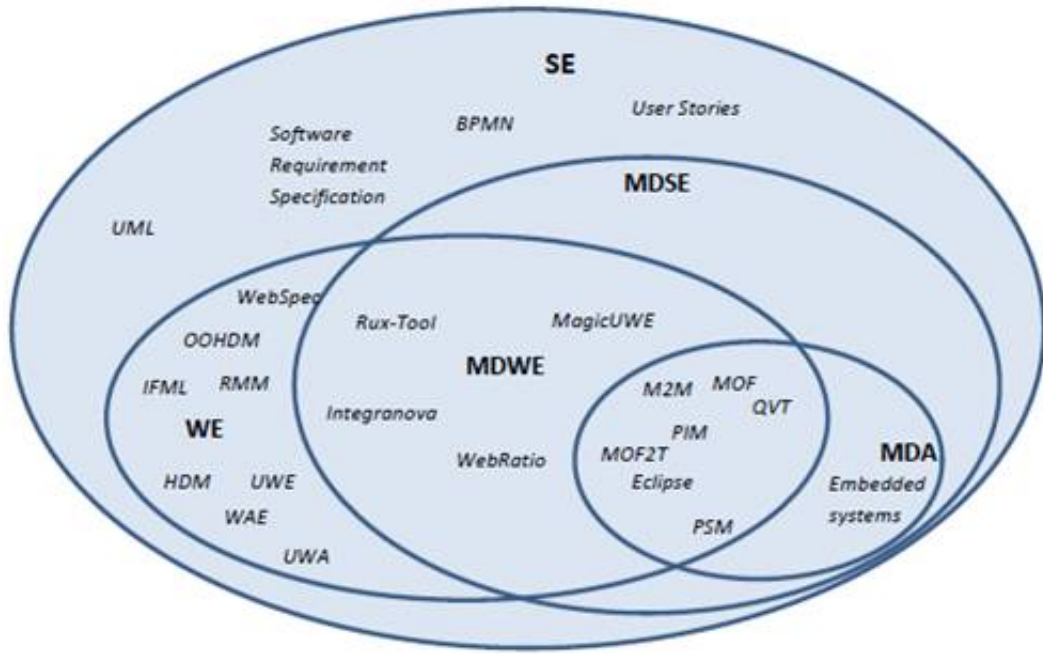 SE
User Stories
BPMN
Software
Requirement
Specification
MDSE
UML
WebSpec
Rux-Tool
MagicUWE
OOHDM
MDWE
IFML
RMM
M2M
MOF
QVT
Integranova
WE
PIM
MOF2T
MDA
WebRatio
HDM
UWE
Eclipse
Embedded
systems
WAE
PSM
UWA